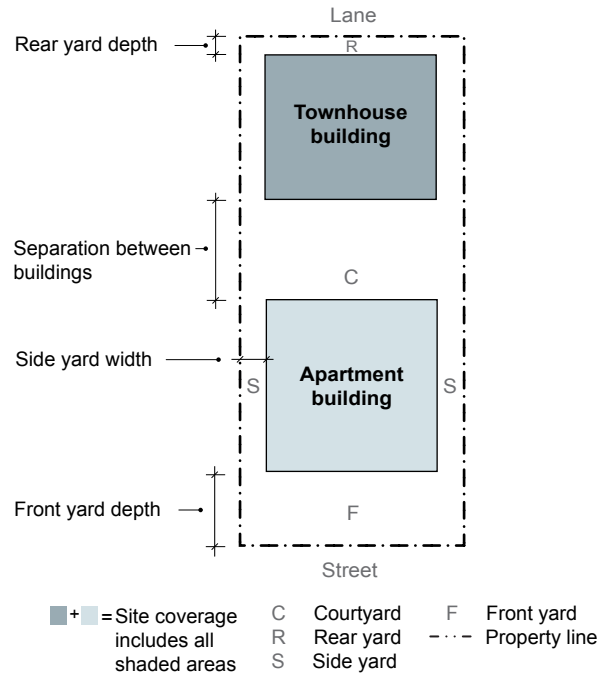 Lane
Rear yard depth
R
Townhouse
building
Separation between
buildings
C
Side yard width
Apartment
building
S
S
Front yard depth
F
Street
+ = Site coverage
includes all
shaded areas
C Courtyard
R Rear yard
S Side yard
F Front yard
Property line